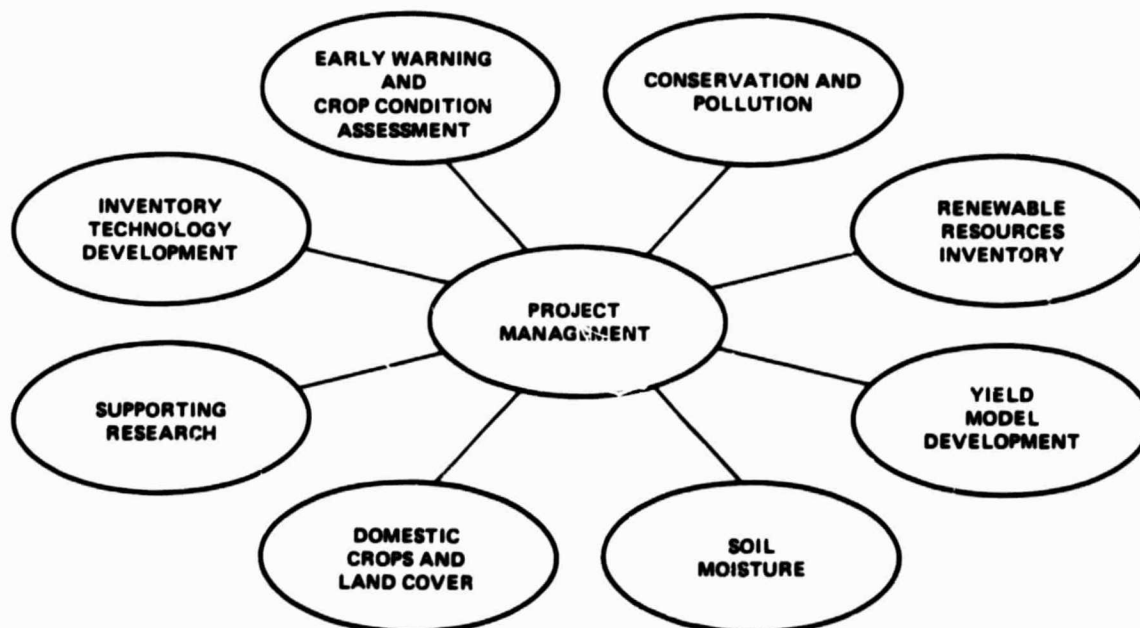 EARLY WARNING
AND
CROP CONDITION
ASSESSMENT
CONSERVATION AND
POLLUTION
INVENTORY
TECHNOLOGY
DEVELOPMENT
RENEWABLE
RESOURCES
INVENTORY
PROJECT
MANAGEMENT
SUPPORTING
RESEARCH
YIELD
MODEL
DEVELOPMENT
DOMESTIC
CROPS AND
LAND COVER
SOIL
MOISTURE